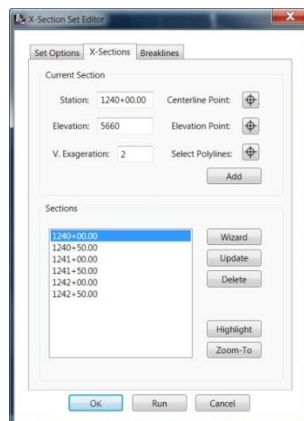 X-Section Set Editor
Set Options X-Sections Breaklines
Current Section
Station: 1240+00.00 Centerline Point:
Elevation: 5660 Elevation Point:
V. Exageration: 2 Select Polylines:
Add
Sections
1240+00.00
1240+50.00
1241+00.00
1241+50.00
1242+00.00
1242+50.00
Wizard
Update
Delete
Highlight
Zoom-To
OK Run Cancel